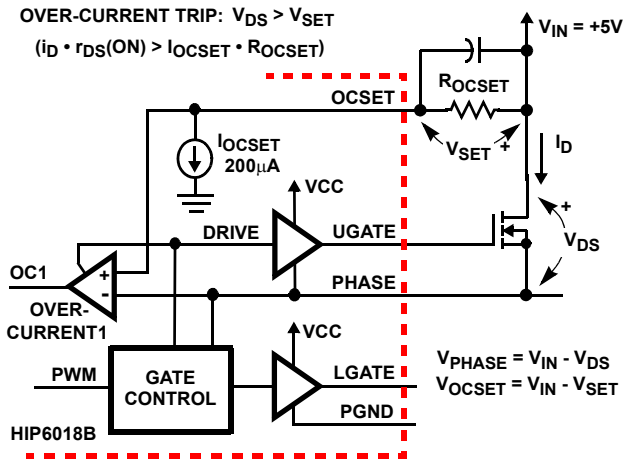 OVER-CURRENT TRIP: VDS > VSET
(iD • rDS(ON) > IOCSET • ROCSET)
VIN = +5V
OCSET
ROCSET
VSET +
ID
IOCSET
200µA
VCC
DRIVE
UGATE
+
VDS
-
OC1
+
-
PHASE
OVER-
CURRENT1
VCC
PWM
GATE
CONTROL
LGATE
PGND
VPHASE = VIN - VDS
VOCSET = VIN - VSET
HIP6018B